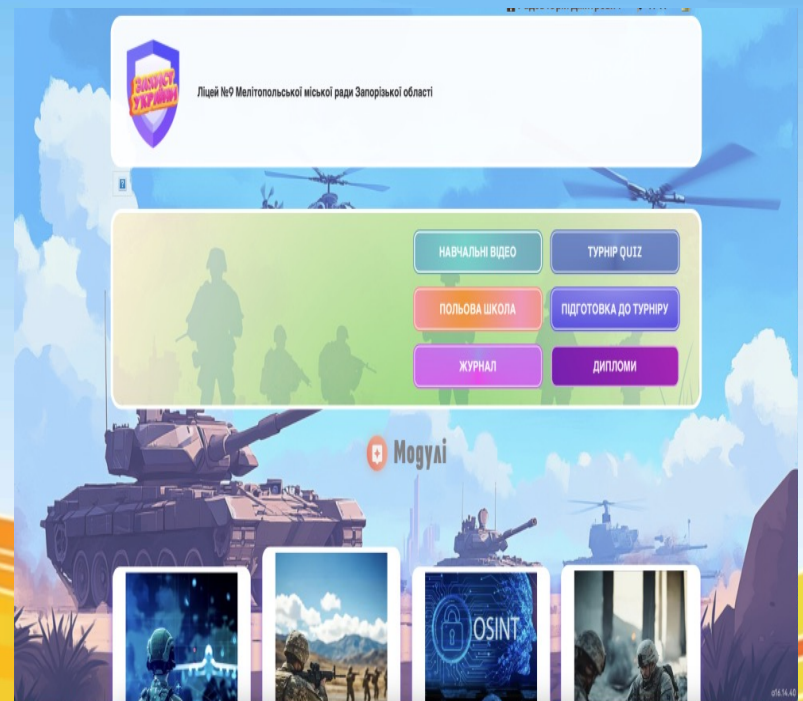 ЗАХИСТ
УКРАЇНИ
Ліцей №9 Мелітопольської міської ради Запорізької області
НАВЧАЛЬНІ ВІДЕО
ТУРНІР QUIZ
ПОЛЬОВА ШКОЛА
ПІДГОТОВКА ДО ТУРНІРУ
ЖУРНАЛ
ДИПЛОМИ
Модулі
OSINT